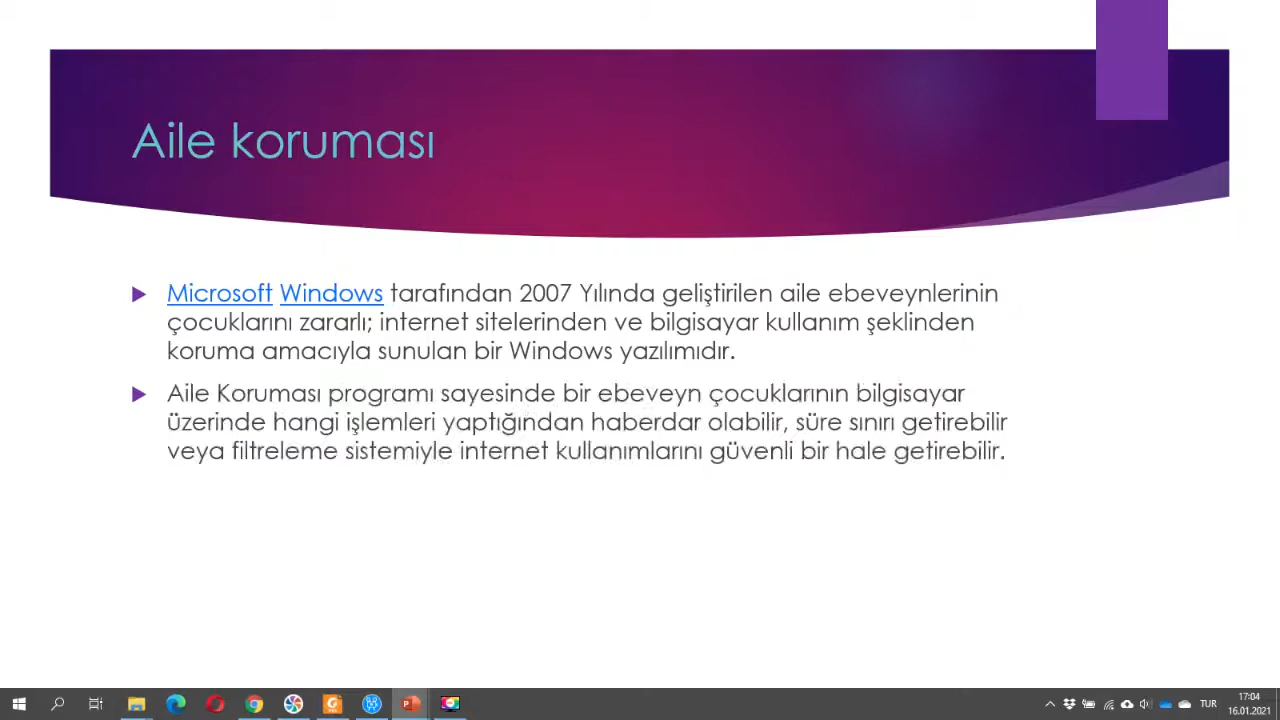 Aile koruması
Microsoft Windows tarafından 2007 Yılında geliştirilen aile ebeveynlerinin
çocuklarını zararlı; internet sitelerinden ve bilgisayar kullanım şeklinden
koruma amacıyla sunulan bir Windows yazılımıdır.
Aile Koruması programı sayesinde bir ebeveyn çocuklarının bilgisayar
üzerinde hangi işlemleri yaptığından haberdar olabilir, süre sınırı getirebilir
veya filtreleme sistemiyle internet kullanımlarını güvenli bir hale getirebilir.
TUR
17:04
16.01.2021